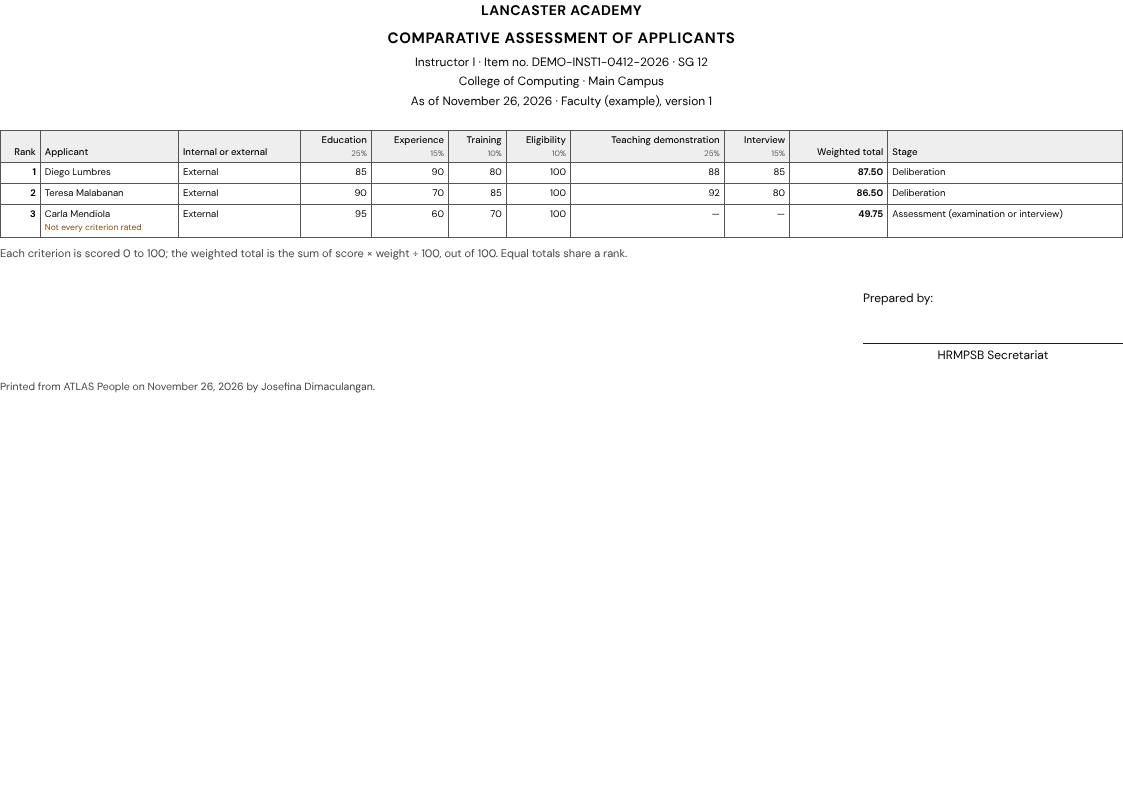 LANCASTER ACADEMY
COMPARATIVE ASSESSMENT OF APPLICANTS
Instructor I · Item no. DEMO-INST1-0412-2026 · SG 12
College of Computing · Main Campus
As of November 26, 2026 · Faculty (example), version 1
Rank Applicant Internal or external Education 25% Experience 15% Training 10% Eligibility 10% Teaching demonstration 25% Interview 15% Weighted total Stage
1 Diego Lumbres External 85 90 80 100 88 85 87.50 Deliberation
2 Teresa Malabanan External 90 70 85 100 92 80 86.50 Deliberation
3 Carla Mendiola External 95 60 70 100 — — 49.75 Assessment (examination or interview)
Not every criterion rated
Each criterion is scored 0 to 100; the weighted total is the sum of score × weight ÷ 100, out of 100. Equal totals share a rank.
Prepared by:
HRMPSB Secretariat
Printed from ATLAS People on November 26, 2026 by Josefina Dimaculangan.